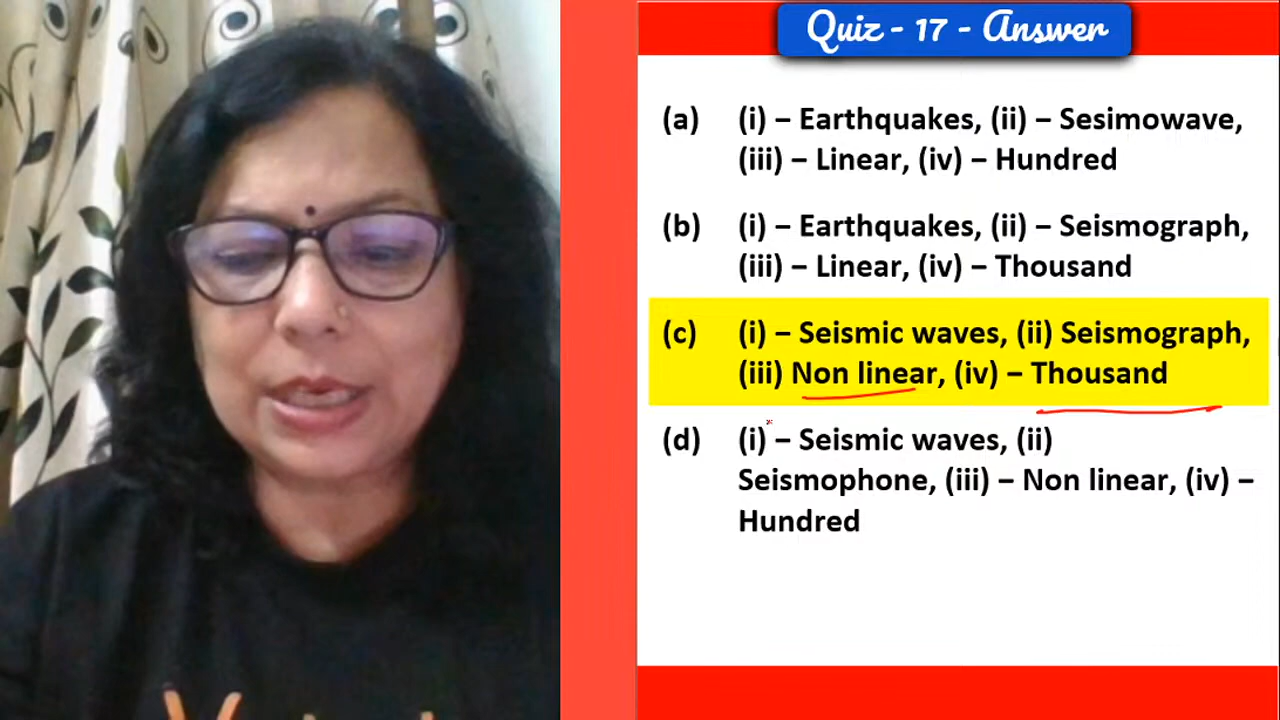 Quiz - 17 - Answer
(a) (i) – Earthquakes, (ii) – Sesimowave,
(iii) – Linear, (iv) – Hundred
(b) (i) – Earthquakes, (ii) – Seismograph,
(iii) – Linear, (iv) – Thousand
(c) (i) – Seismic waves, (ii) Seismograph,
(iii) Non linear, (iv) – Thousand
(d) (i) – Seismic waves, (ii)
Seismophone, (iii) – Non linear, (iv) –
Hundred